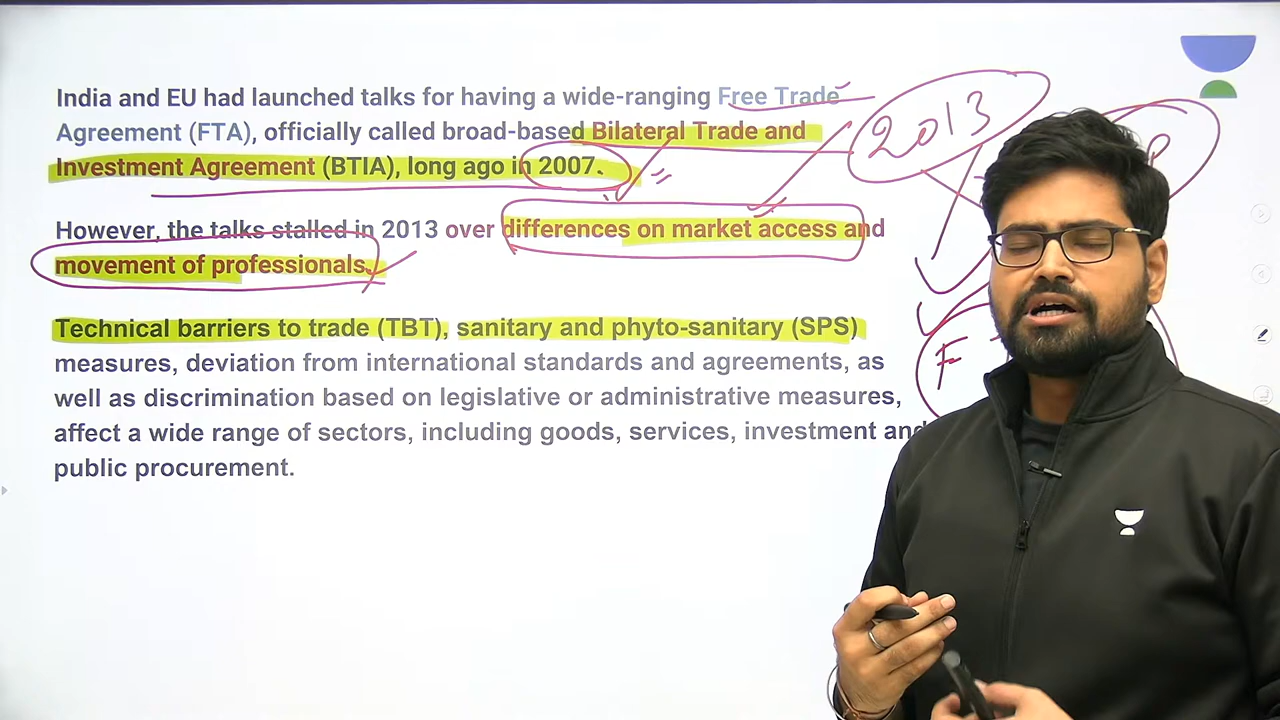 India and EU had launched talks for having a wide-ranging Free Trade
Agreement (FTA), officially called broad-based Bilateral Trade and
Investment Agreement (BTIA), long ago in 2007.
However, the talks stalled in 2013 over differences on market access and
movement of professionals.
Technical barriers to trade (TBT), sanitary and phyto-sanitary (SPS)
measures, deviation from international standards and agreements, as
well as discrimination based on legislative or administrative measures,
affect a wide range of sectors, including goods, services, investment and
public procurement.
2013
F